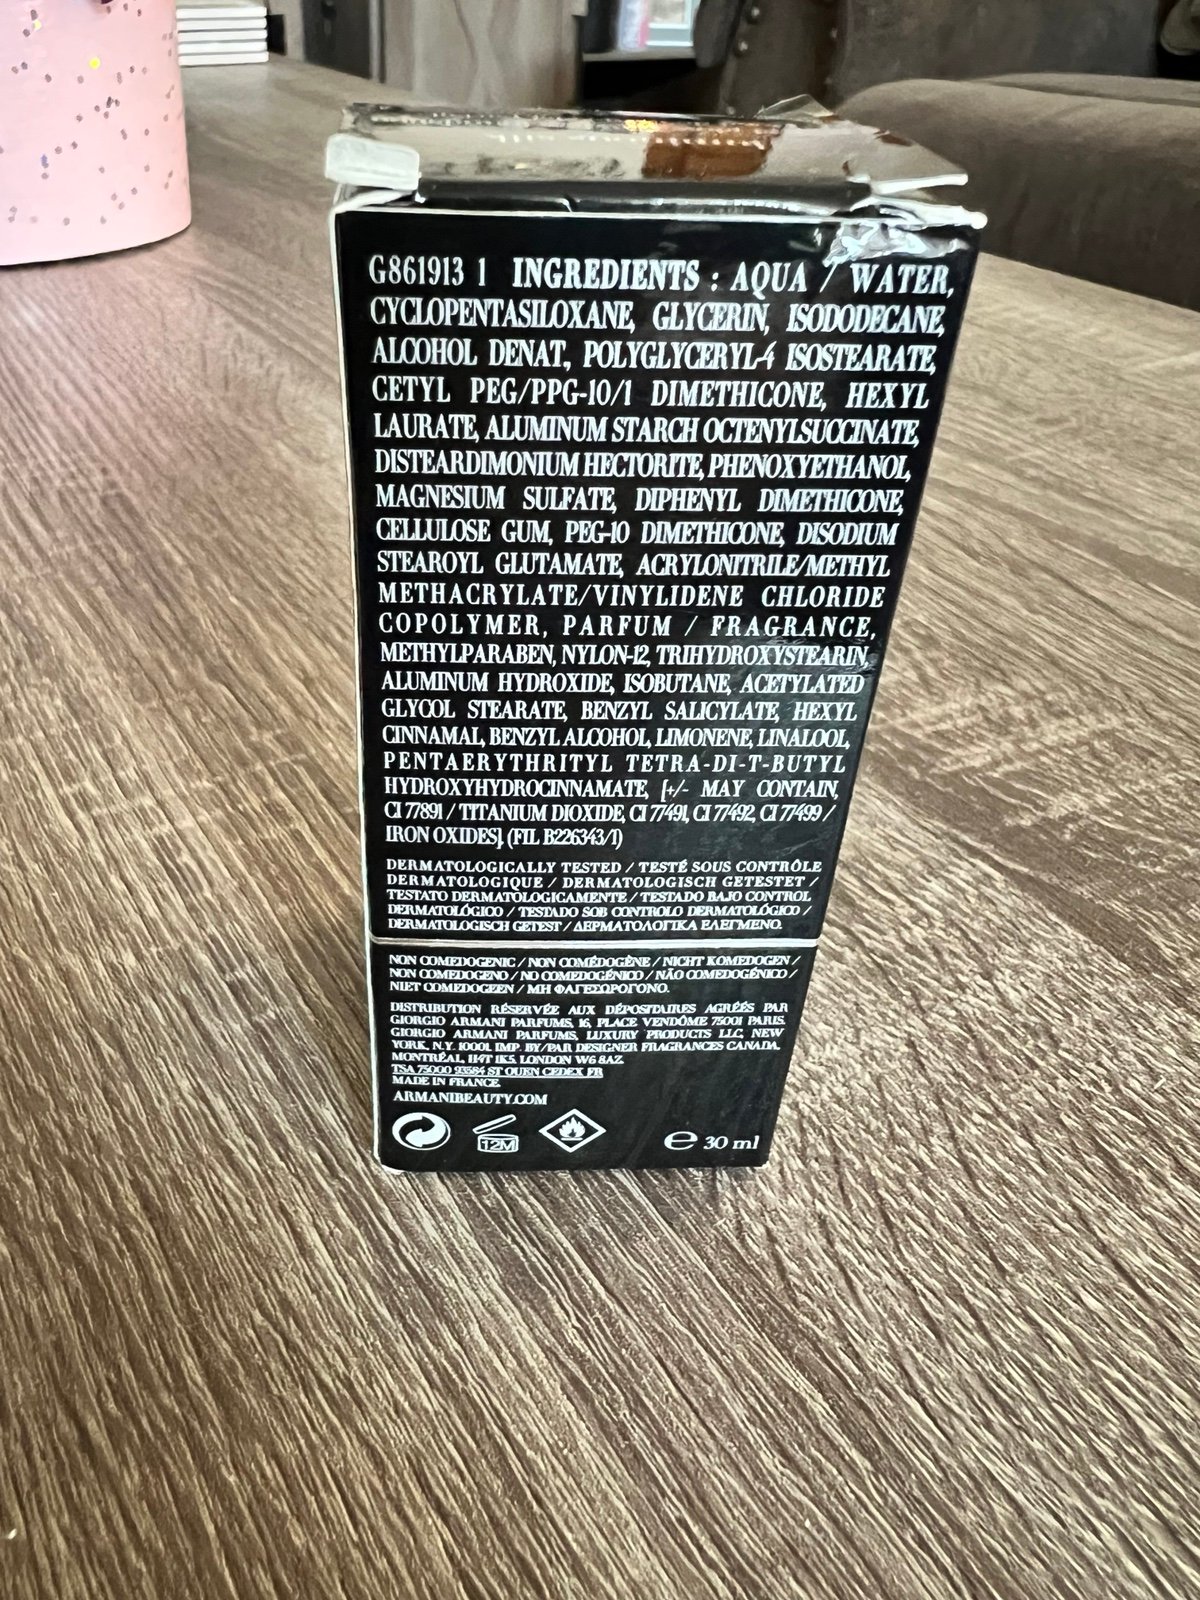 G861913 1 INGREDIENTS : AQUA / WATER,
CYCLOPENTASILOXANE, GLYCERIN, ISODODECANE,
ALCOHOL DENAT., POLYGLYCERYL-4 ISOSTEARATE,
CETYL PEG/PPG-10/1 DIMETHICONE, HEXYL
LAURATE, ALUMINUM STARCH OCTENYLSUCCINATE,
DISTEARDIMONIUM HECTORITE, PHENOXYETHANOL,
MAGNESIUM SULFATE, DIPHENYL DIMETHICONE,
CELLULOSE GUM, PEG-10 DIMETHICONE, DISODIUM
STEAROYL GLUTAMATE, ACRYLONITRILE/METHYL
METHACRYLATE/VINYLIDENE CHLORIDE
COPOLYMER, PARFUM / FRAGRANCE,
METHYLPARABEN, NYLON-12, TRIHYDROXYSTEARIN,
ALUMINUM HYDROXIDE, ISOBUTANE, ACETYLATED
GLYCOL STEARATE, BENZYL SALICYLATE, HEXYL
CINNAMAL, BENZYL ALCOHOL, LIMONENE, LINALOOL,
PENTAERYTHRITYL TETRA-DI-T-BUTYL
HYDROXYHYDROCINNAMATE, [+/- MAY CONTAIN,
CI 77891 / TITANIUM DIOXIDE, CI 77491, CI 77492, CI 77499 /
IRON OXIDES]. (FIL B226343/1)
DERMATOLOGICALLY TESTED / TESTÉ SOUS CONTRÔLE
DERMATOLOGIQUE / DERMATOLOGISCH GETESTET /
TESTATO DERMATOLOGICAMENTE / TESTADO BAJO CONTROL
DERMATOLÓGICO / TESTADO SOB CONTROLO DERMATOLÓGICO /
DERMATOLOGISCH GETEST / ΔΕΡΜΑΤΟΛΟΓΙΚΑ ΕΛΕΓΜΕΝΟ.
NON COMEDOGENIC / NON COMÉDOGÈNE / NICHT KOMEDOGEN /
NON COMEDOGENO / NO COMEDOGÉNICO / NÃO COMEDOGÉNICO /
NIET COMEDOGEEN / ΜΗ ΦΑΓΕΣΩΡΟΓΟΝΟ.
DISTRIBUTION RÉSERVÉE AUX DÉPOSITAIRES AGRÉÉS PAR
GIORGIO ARMANI PARFUMS, 16, PLACE VENDÔME 75001 PARIS.
GIORGIO ARMANI PARFUMS, LUXURY PRODUCTS LLC, NEW
YORK, N.Y. 10001. IMP. BY/PAR DESIGNER FRAGRANCES CANADA,
MONTRÉAL, H4T 1K5. LONDON W6 8AZ.
TSA 75000 93584 ST OUEN CEDEX FR
MADE IN FRANCE.
ARMANIBEAUTY.COM
12M
e 30 ml